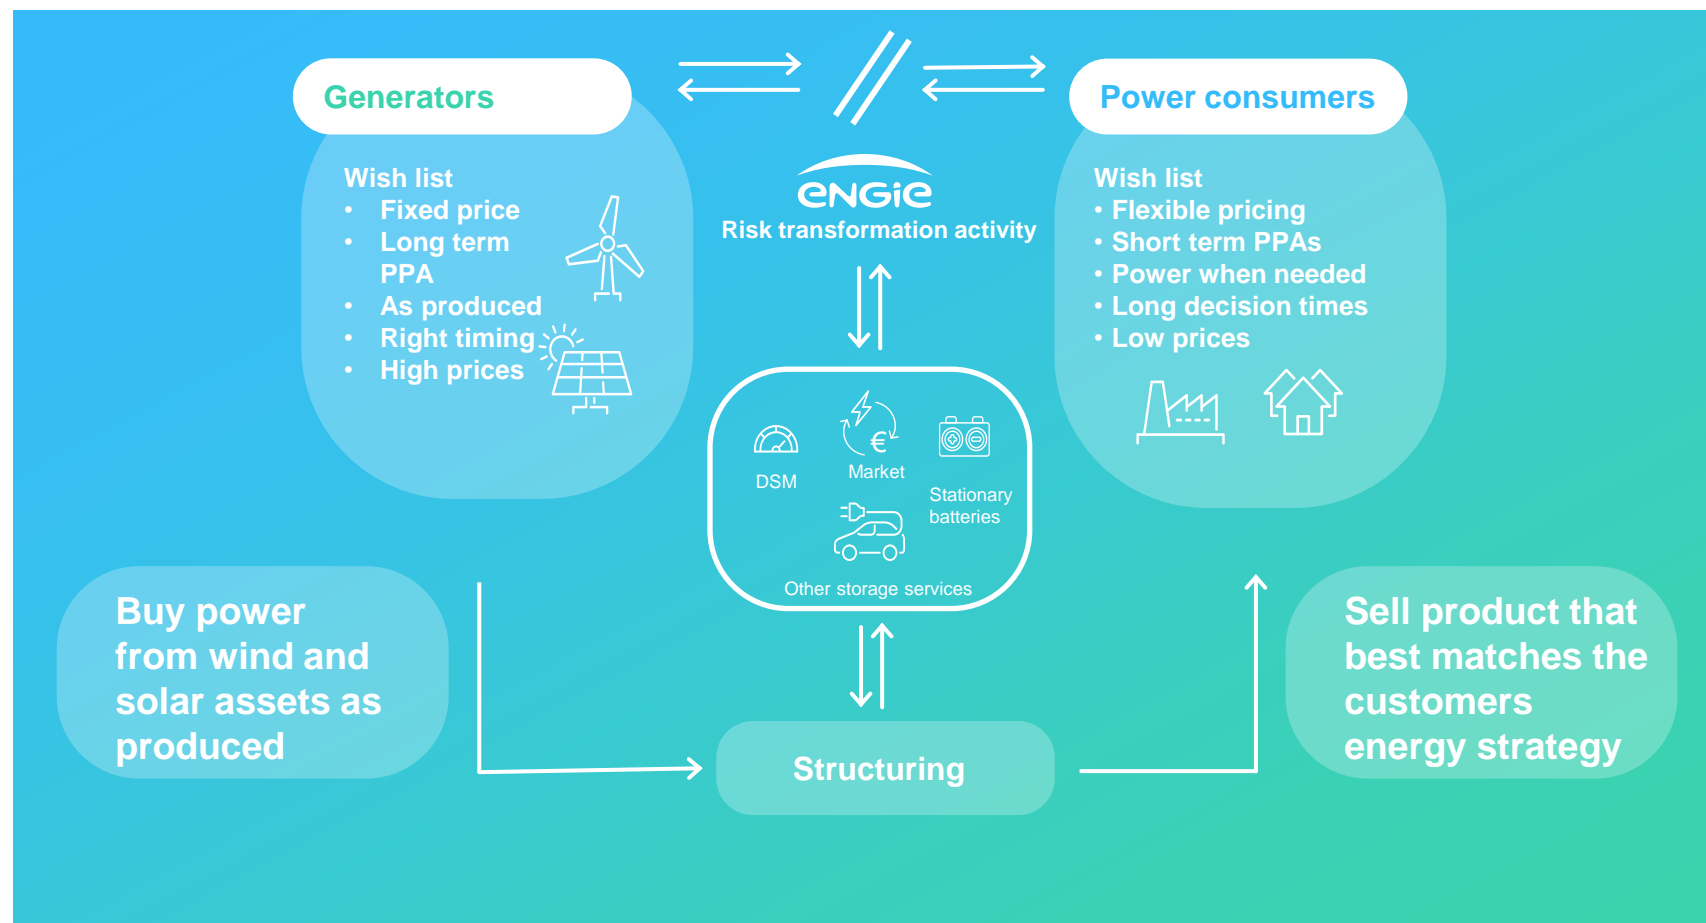 Generators
Wish list
• Fixed price
• Long term
PPA
• As produced
• Right timing
• High prices
ENGIE
Risk transformation activity
Power consumers
Wish list
• Flexible pricing
• Short term PPAs
• Power when needed
• Long decision times
• Low prices
€
DSM
Market
Stationary
batteries
Other storage services
Buy power
from wind and
solar assets as
produced
Structuring
Sell product that
best matches the
customers
energy strategy